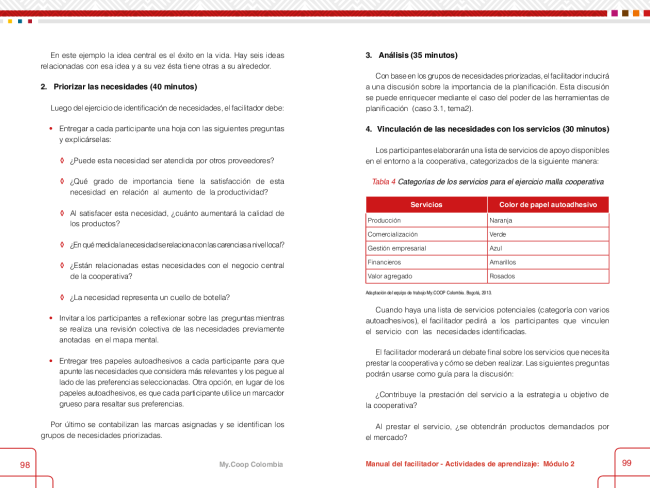 En este ejemplo la idea central es el éxito en la vida. Hay seis ideas
relacionadas con esa idea y a su vez ésta tiene otras a su alrededor.
2. Priorizar las necesidades (40 minutos)
Luego del ejercicio de identificación de necesidades, el facilitador debe:
• Entregar a cada participante una hoja con las siguientes preguntas
y explicárselas:
◊ ¿Puede esta necesidad ser atendida por otros proveedores?
◊ ¿Qué grado de importancia tiene la satisfacción de esta
necesidad en relación al aumento de la productividad?
◊ Al satisfacer esta necesidad, ¿cuánto aumentará la calidad de
los productos?
◊ ¿En qué medida la necesidad se relaciona con las carencias a nivel local?
◊ ¿Están relacionadas estas necesidades con el negocio central
de la cooperativa?
◊ ¿La necesidad representa un cuello de botella?
• Invitar a los participantes a reflexionar sobre las preguntas mientras
se realiza una revisión colectiva de las necesidades previamente
anotadas en el mapa mental.
• Entregar tres papeles autoadhesivos a cada participante para que
apunte las necesidades que considera más relevantes y los pegue al
lado de las preferencias seleccionadas. Otra opción, en lugar de los
papeles autoadhesivos, es que cada participante utilice un marcador
grueso para resaltar sus preferencias.
Por último se contabilizan las marcas asignadas y se identifican los
grupos de necesidades priorizadas.
98
My.Coop Colombia
3. Análisis (35 minutos)
Con base en los grupos de necesidades priorizadas, el facilitador inducirá
a una discusión sobre la importancia de la planificación. Esta discusión
se puede enriquecer mediante el caso del poder de las herramientas de
planificación (caso 3.1, tema2).
4. Vinculación de las necesidades con los servicios (30 minutos)
Los participantes elaborarán una lista de servicios de apoyo disponibles
en el entorno a la cooperativa, categorizados de la siguiente manera:
Tabla 4 Categorías de los servicios para el ejercicio malla cooperativa
Servicios Color de papel autoadhesivo
Producción Naranja
Comercialización Verde
Gestión empresarial Azul
Financieros Amarillos
Valor agregado Rosados
Adaptación del equipo de trabajo My.COOP Colombia. Bogotá, 2013.
Cuando haya una lista de servicios potenciales (categoría con varios
autoadhesivos), el facilitador pedirá a los participantes que vinculen
el servicio con las necesidades identificadas.
El facilitador moderará un debate final sobre los servicios que necesita
prestar la cooperativa y cómo se deben realizar. Las siguientes preguntas
podrán usarse como guía para la discusión:
¿Contribuye la prestación del servicio a la estrategia u objetivo de
la cooperativa?
Al prestar el servicio, ¿se obtendrán productos demandados por
el mercado?
Manual del facilitador - Actividades de aprendizaje: Módulo 2
99